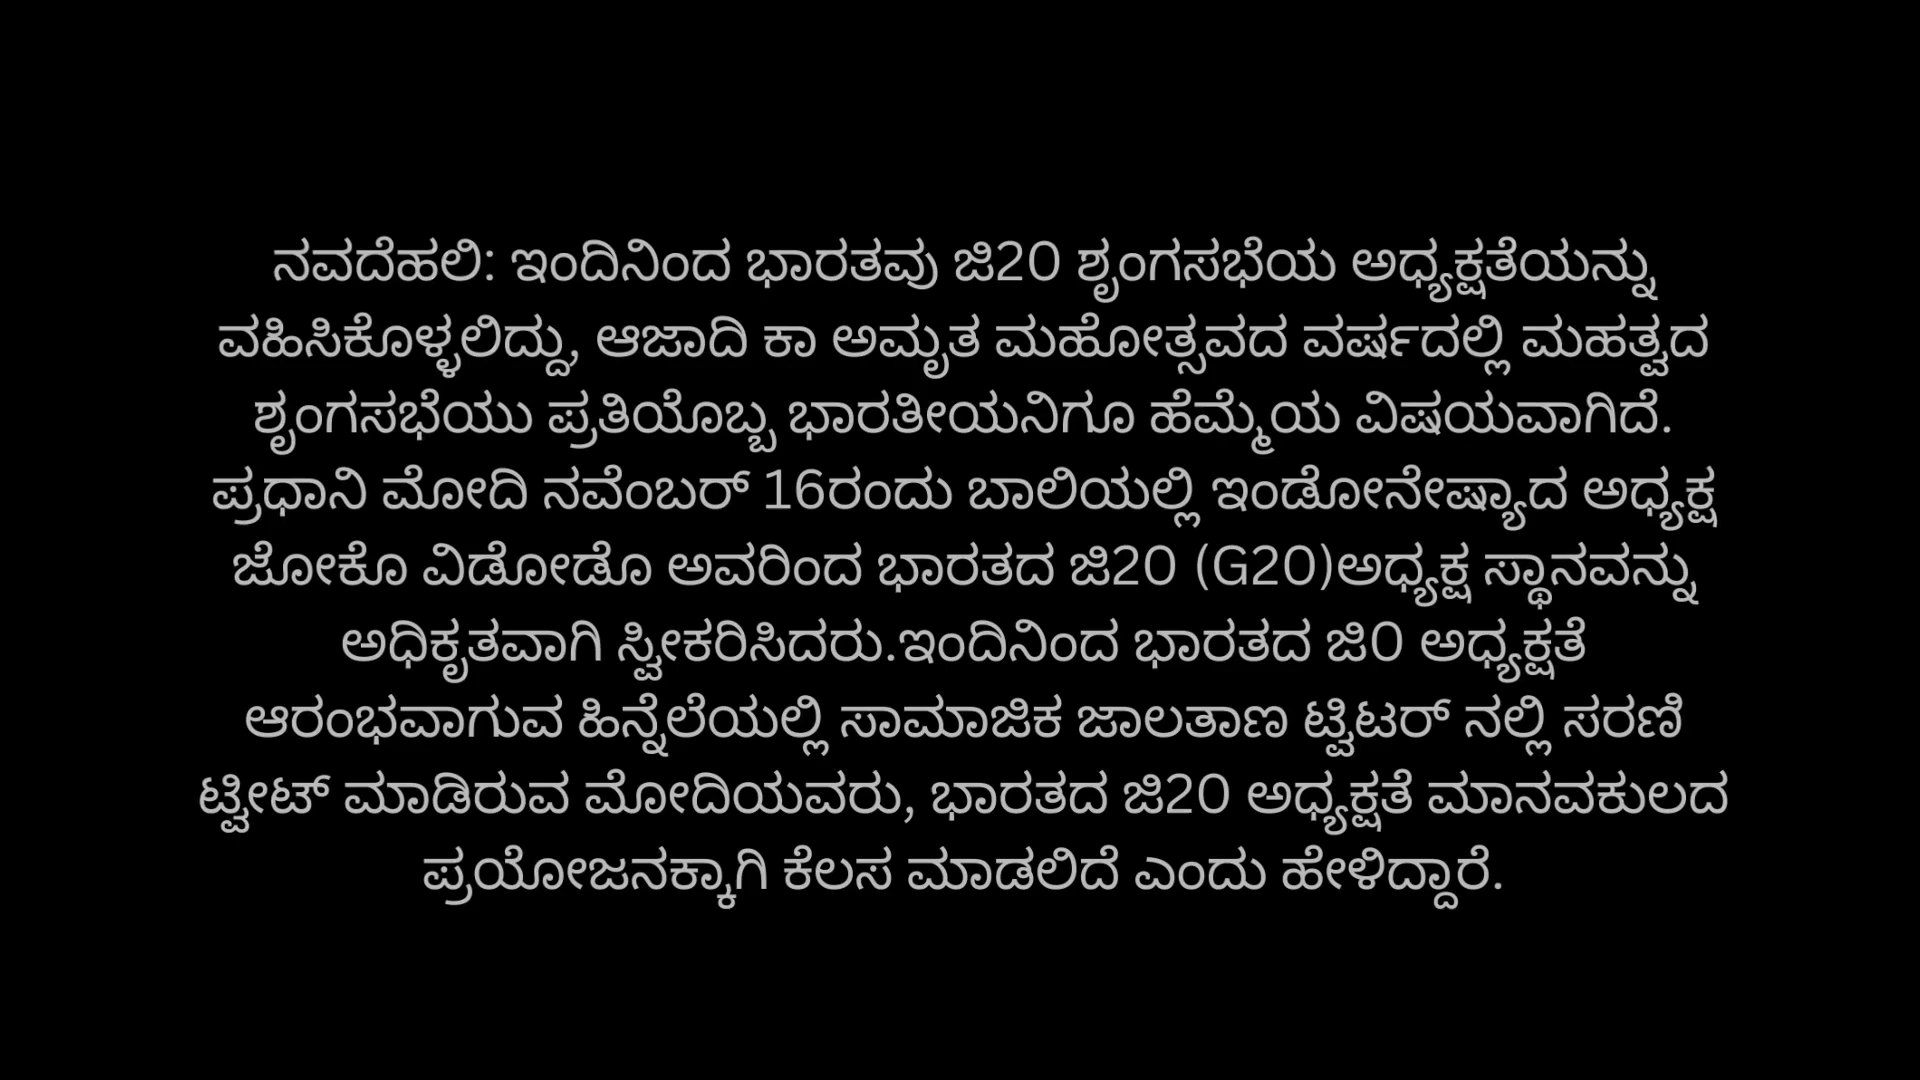 ನವದೆಹಲಿ: ಇಂದಿನಿಂದ ಭಾರತವು ಜಿ20 ಶೃಂಗಸಭೆಯ ಅಧ್ಯಕ್ಷತೆಯನ್ನು
ವಹಿಸಿಕೊಳ್ಳಲಿದ್ದು, ಆಜಾದಿ ಕಾ ಅಮೃತ ಮಹೋತ್ಸವದ ವರ್ಷದಲ್ಲಿ ಮಹತ್ವದ
ಶೃಂಗಸಭೆಯು ಪ್ರತಿಯೊಬ್ಬ ಭಾರತೀಯನಿಗೂ ಹೆಮ್ಮೆಯ ವಿಷಯವಾಗಿದೆ.
ಪ್ರಧಾನಿ ಮೋದಿ ನವೆಂಬರ್ 16ರಂದು ಬಾಲಿಯಲ್ಲಿ ಇಂಡೋನೇಷ್ಯಾದ ಅಧ್ಯಕ್ಷ
ಜೋಕೊ ವಿಡೋಡೊ ಅವರಿಂದ ಭಾರತದ ಜಿ20 (G20)ಅಧ್ಯಕ್ಷ ಸ್ಥಾನವನ್ನು
ಅಧಿಕೃತವಾಗಿ ಸ್ವೀಕರಿಸಿದರು.ಇಂದಿನಿಂದ ಭಾರತದ ಜಿ0 ಅಧ್ಯಕ್ಷತೆ
ಆರಂಭವಾಗುವ ಹಿನ್ನೆಲೆಯಲ್ಲಿ ಸಾಮಾಜಿಕ ಜಾಲತಾಣ ಟ್ವಿಟರ್ ನಲ್ಲಿ ಸರಣಿ
ಟ್ವೀಟ್ ಮಾಡಿರುವ ಮೋದಿಯವರು, ಭಾರತದ ಜಿ20 ಅಧ್ಯಕ್ಷತೆ ಮಾನವಕುಲದ
ಪ್ರಯೋಜನಕ್ಕಾಗಿ ಕೆಲಸ ಮಾಡಲಿದೆ ಎಂದು ಹೇಳಿದ್ದಾರೆ.